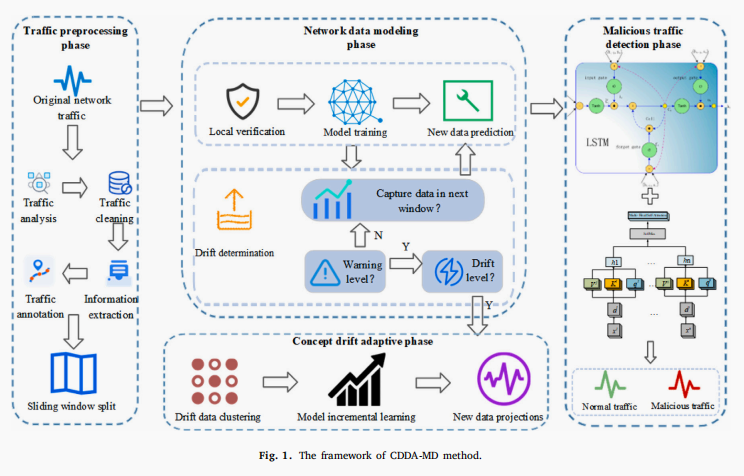 Traffic preprocessing
phase
Original network
traffic
Traffic
analysis
Traffic
cleaning
Traffic
annotation
Information
extraction
Sliding window split
Network data modeling
phase
Local verification
Model training
New data prediction
Drift determination
Capture data in next
window?
N
Warning
level?
Y
Drift
level?
Y
Concept drift adaptive phase
Drift data clustering
Model incremental learning
New data projections
Malicious traffic
detection phase
LSTM
h1
...
hn
...
Normal traffic
Malicious traffic
Fig. 1. The framework of CDDA-MD method.